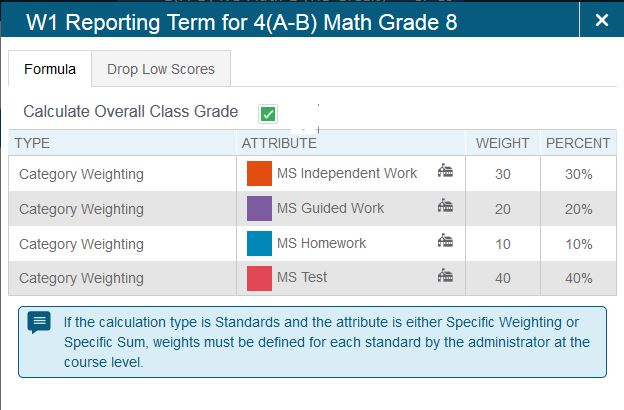 W1 Reporting Term for 4(A-B) Math Grade 8
Formula Drop Low Scores
Calculate Overall Class Grade
TYPE ATTRIBUTE WEIGHT PERCENT
Category Weighting MS Independent Work 30 30%
Category Weighting MS Guided Work 20 20%
Category Weighting MS Homework 10 10%
Category Weighting MS Test 40 40%
If the calculation type is Standards and the attribute is either Specific Weighting or
Specific Sum, weights must be defined for each standard by the administrator at the
course level.